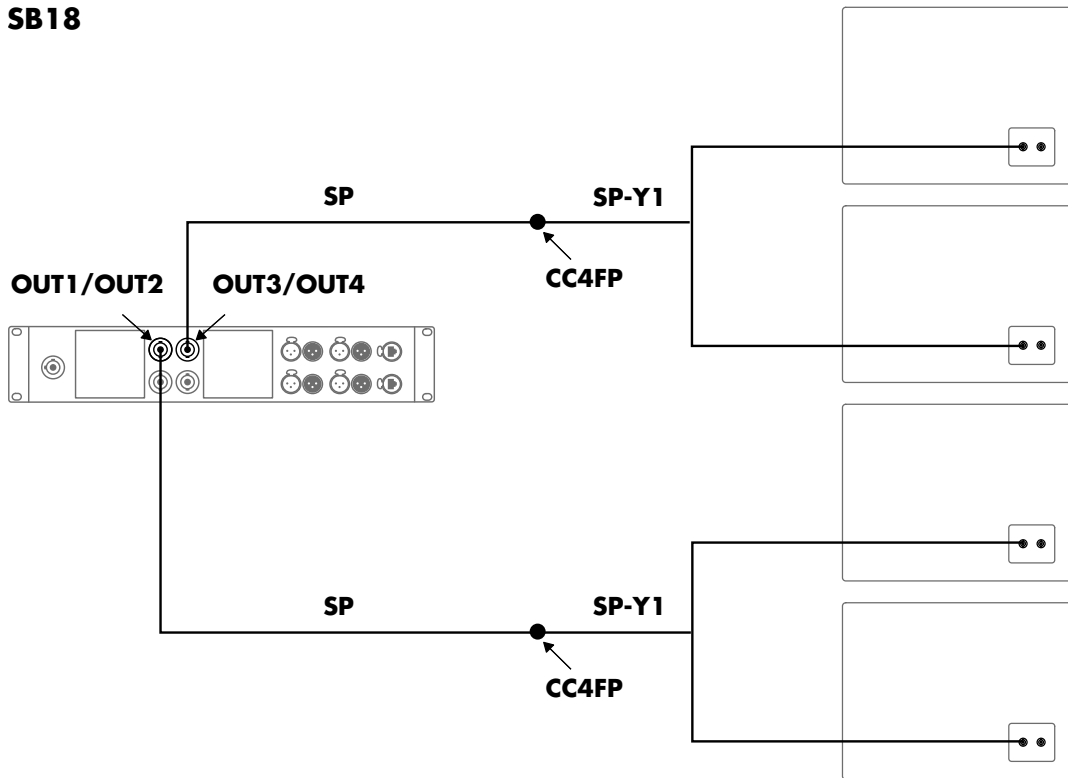 SB18
SP
SP-Y1
CC4FP
OUT1/OUT2
OUT3/OUT4
SP
SP-Y1
CC4FP